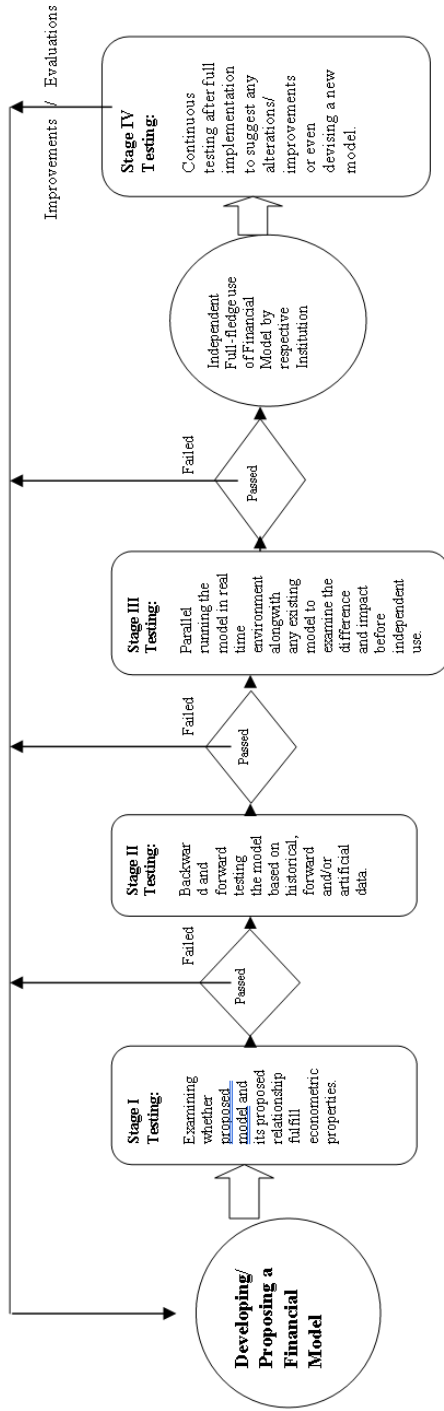 Improvements / Evaluations
Developing/
Proposing a
Financial
Model
Stage I
Testing:
Examining
whether
proposed
model and
its proposed
relationship
fulfill
econometric
properties.
Failed
Passed
Stage II
Testing:
Backwar
d and
forward
testing
the model
based on
historical,
forward
and/or
artificial
data.
Failed
Passed
Stage III
Testing:
Parallel
running the
model in real
time
environment
alongwith
any existing
model to
examine the
difference
and impact
before
independent
use.
Failed
Passed
Independent
Full-fledge use
of Financial
Model by
respective
Institution
Stage IV
Testing:
Continuous
testing after full
implementation
to suggest any
alterations/
improvements
or even
devising a new
model.